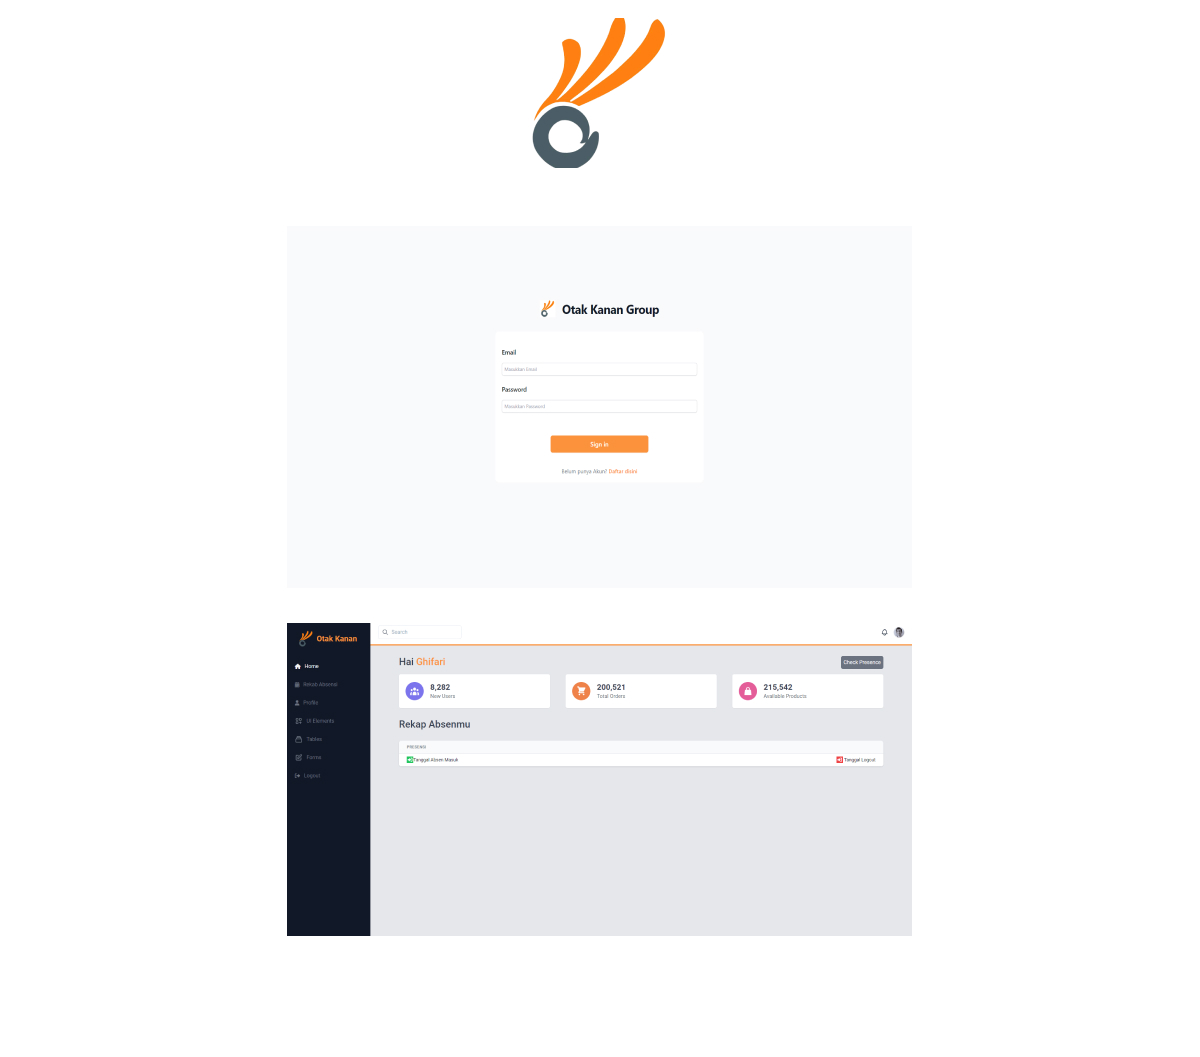 Otak Kanan Group
Email
Masukkan Email
Password
Masukkan Password
Sign in
Belum punya Akun? Daftar disini
Otak Kanan
Search
Home
Rekab Absensi
Profile
UI Elements
Tables
Forms
Logout
Hai Ghifari
Check Presence
8,282
New Users
200,521
Total Orders
215,542
Available Products
Rekap Absenmu
PRESENSI
Tanggal Absen Masuk
Tanggal Logout